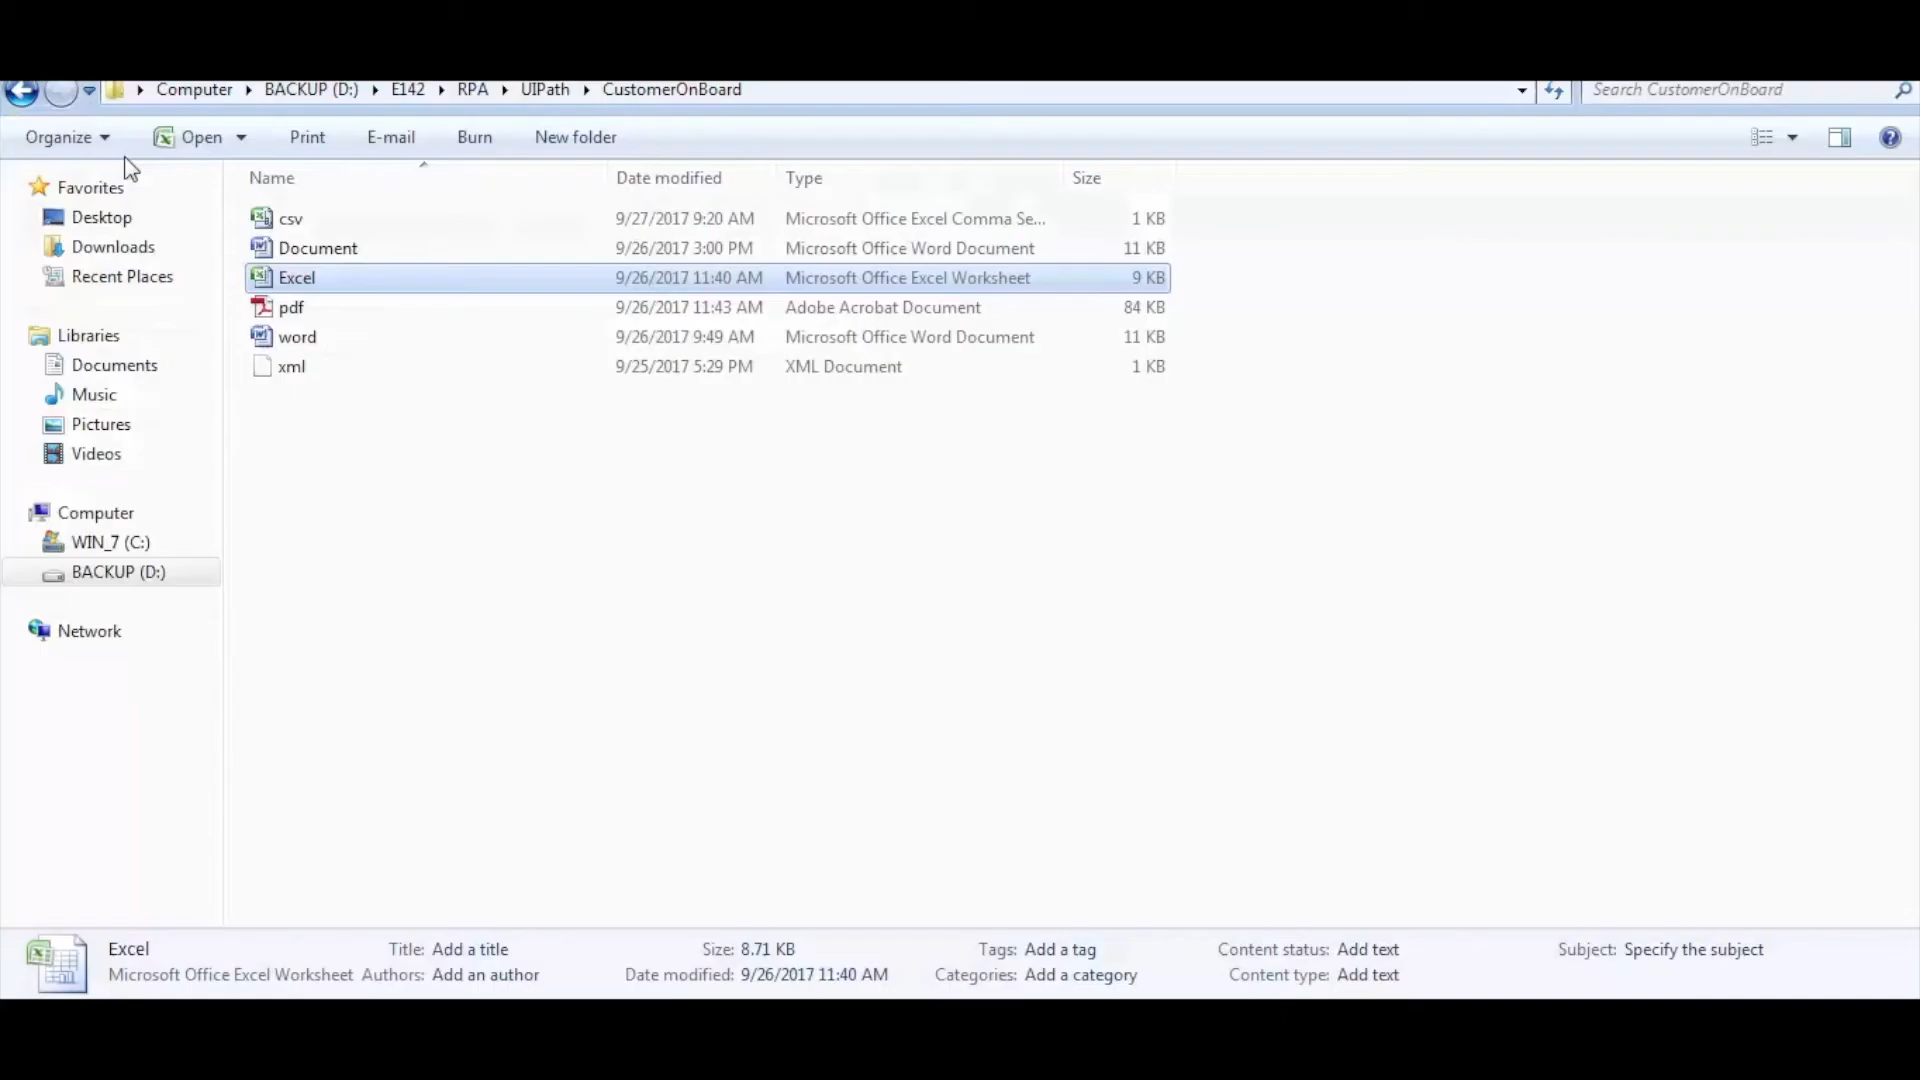 Computer BACKUP (D:) E142 RPA UIPath CustomerOnBoard Search CustomerOnBoard
Organize Open Print E-mail Burn New folder
Favorites
Desktop
Downloads
Recent Places
Libraries
Documents
Music
Pictures
Videos
Computer
WIN_7 (C:)
BACKUP (D:)
Network
Name Date modified Type Size
csv 9/27/2017 9:20 AM Microsoft Office Excel Comma Se... 1 KB
Document 9/26/2017 3:00 PM Microsoft Office Word Document 11 KB
Excel 9/26/2017 11:40 AM Microsoft Office Excel Worksheet 9 KB
pdf 9/26/2017 11:43 AM Adobe Acrobat Document 84 KB
word 9/26/2017 9:49 AM Microsoft Office Word Document 11 KB
xml 9/25/2017 5:29 PM XML Document 1 KB
Excel Title: Add a title Size: 8.71 KB Tags: Add a tag Content status: Add text Subject: Specify the subject
Microsoft Office Excel Worksheet Authors: Add an author Date modified: 9/26/2017 11:40 AM Categories: Add a category Content type: Add text